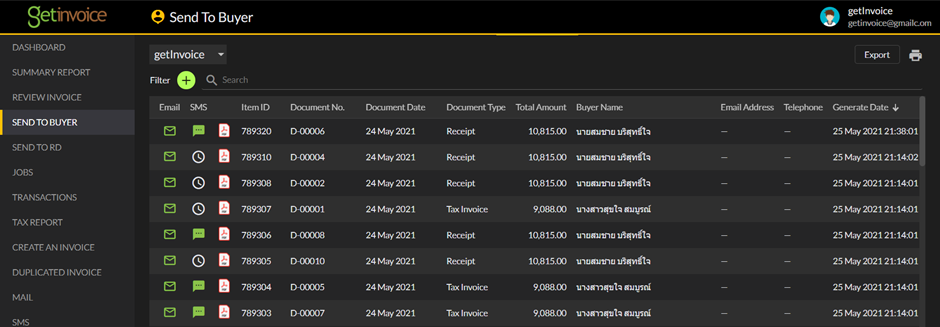 getinvoice
Send To Buyer
getInvoice
getinvoice@gmailc.om
DASHBOARD
SUMMARY REPORT
REVIEW INVOICE
SEND TO BUYER
SEND TO RD
JOBS
TRANSACTIONS
TAX REPORT
CREATE AN INVOICE
DUPLICATED INVOICE
MAIL
SMS
getInvoice
Export
Filter
Search
Email SMS Item ID Document No. Document Date Document Type Total Amount Buyer Name Email Address Telephone Generate Date
789320 D-00006 24 May 2021 Receipt 10,815.00 นายสมชาย บริสุทธิ์ใจ — — 25 May 2021 21:38:01
789310 D-00004 24 May 2021 Receipt 10,815.00 นายสมชาย บริสุทธิ์ใจ — — 25 May 2021 21:14:02
789308 D-00002 24 May 2021 Receipt 10,815.00 นายสมชาย บริสุทธิ์ใจ — — 25 May 2021 21:14:01
789307 D-00001 24 May 2021 Tax Invoice 9,088.00 นางสาวสุขใจ สมบูรณ์ — — 25 May 2021 21:14:01
789306 D-00008 24 May 2021 Receipt 10,815.00 นายสมชาย บริสุทธิ์ใจ — — 25 May 2021 21:14:01
789305 D-00010 24 May 2021 Receipt 10,815.00 นายสมชาย บริสุทธิ์ใจ — — 25 May 2021 21:14:01
789304 D-00005 24 May 2021 Tax Invoice 9,088.00 นางสาวสุขใจ สมบูรณ์ — — 25 May 2021 21:14:01
789303 D-00007 24 May 2021 Tax Invoice 9,088.00 นางสาวสุขใจ สมบูรณ์ — — 25 May 2021 21:14:01